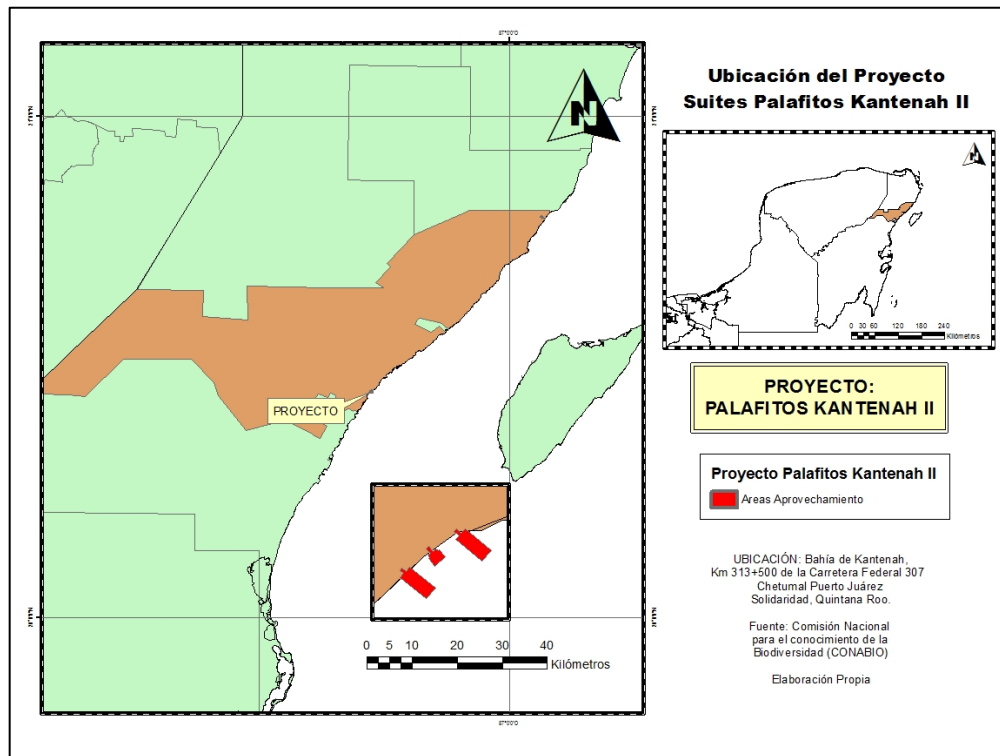 Ubicación del Proyecto
Suites Palafitos Kantenah II
N
N
PROYECTO
0 30 60 120 180 240
Kilómetros
PROYECTO:
PALAFITOS KANTENAH II
Proyecto Palafitos Kantenah II
Areas Aprovechamiento
UBICACIÓN: Bahía de Kantenah,
Km 313+500 de la Carretera Federal 307
Chetumal Puerto Juárez
Solidaridad, Quintana Roo.
Fuente: Comisión Nacional
para el conocimiento de la
Biodiversidad (CONABIO)
Elaboración Propia
0 5 10 20 30 40
Kilómetros